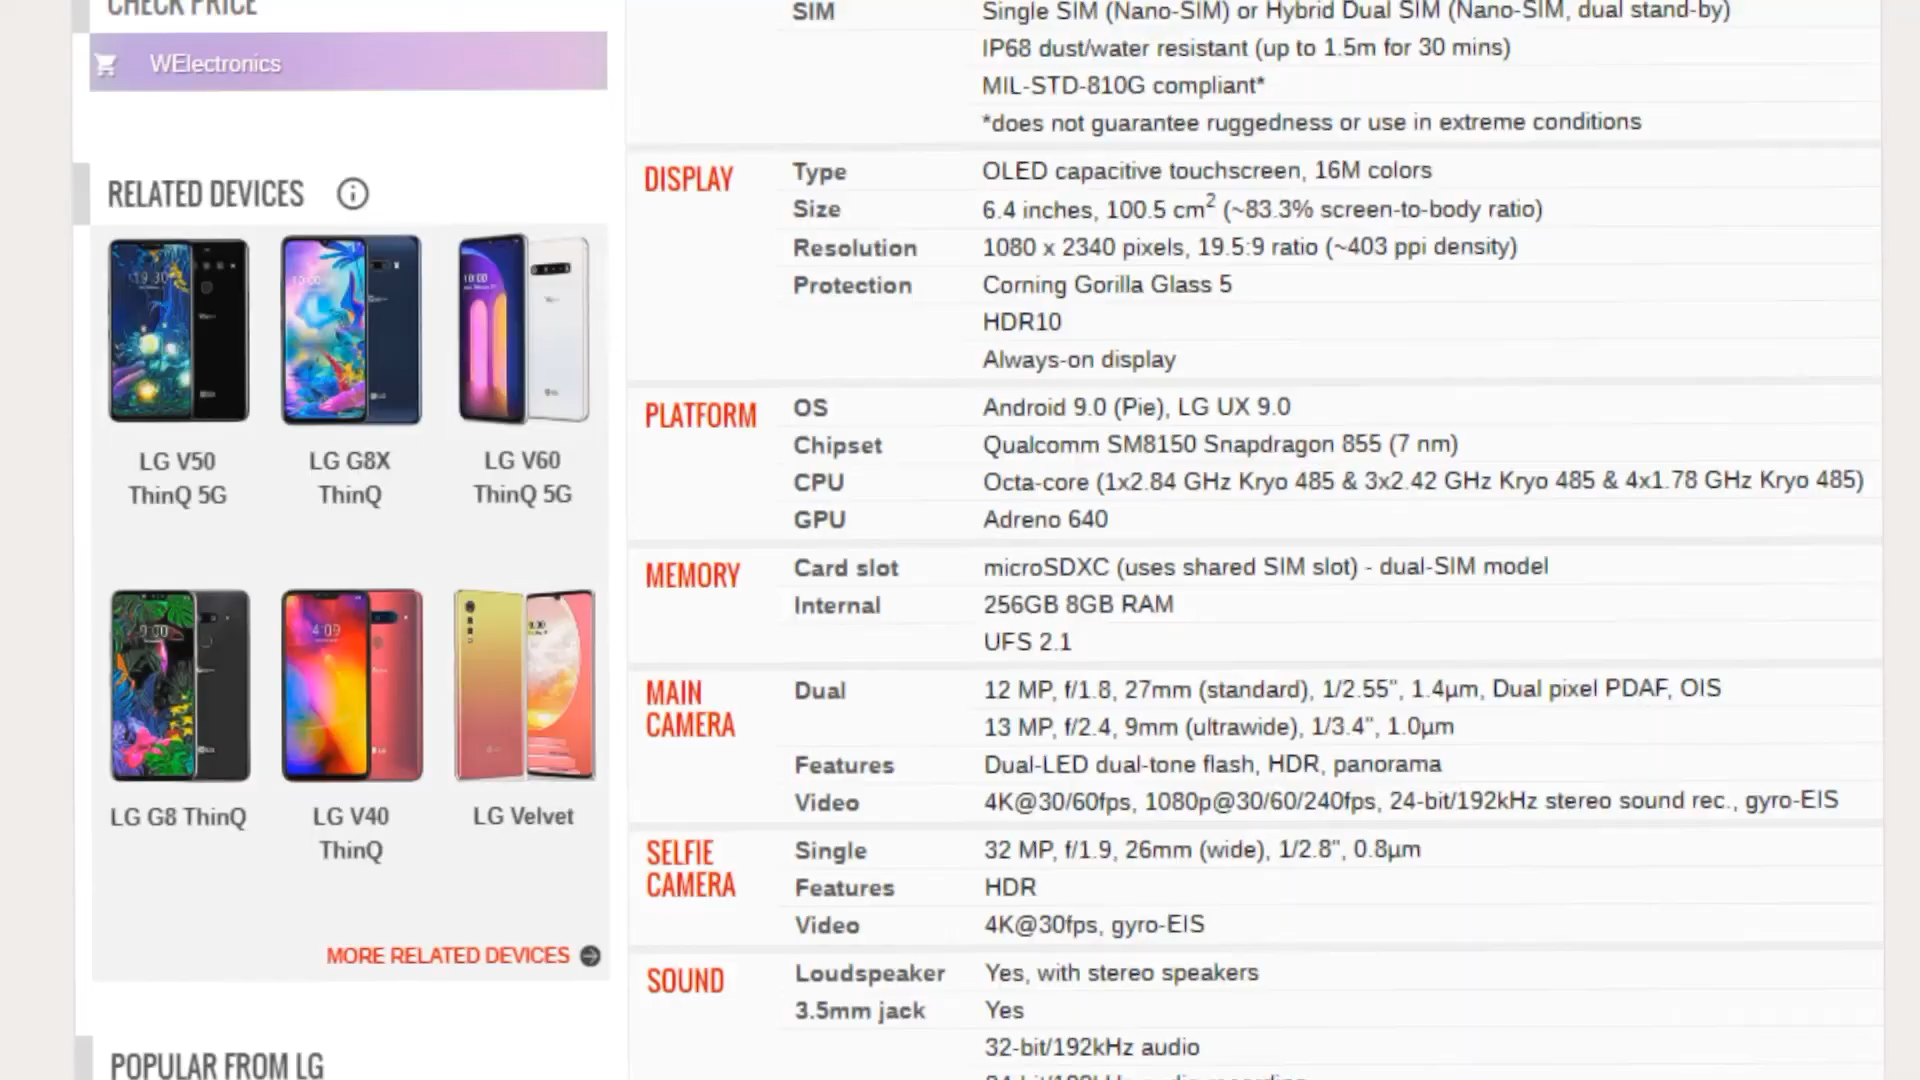 CHECK PRICE
WElectronics
RELATED DEVICES
LG V50
ThinQ 5G
LG G8X
ThinQ
LG V60
ThinQ 5G
LG G8 ThinQ
LG V40
ThinQ
LG Velvet
MORE RELATED DEVICES
POPULAR FROM LG
SIM Single SIM (Nano-SIM) or Hybrid Dual SIM (Nano-SIM, dual stand-by)
IP68 dust/water resistant (up to 1.5m for 30 mins)
MIL-STD-810G compliant*
*does not guarantee ruggedness or use in extreme conditions
DISPLAY Type OLED capacitive touchscreen, 16M colors
Size 6.4 inches, 100.5 cm2 (~83.3% screen-to-body ratio)
Resolution 1080 x 2340 pixels, 19.5:9 ratio (~403 ppi density)
Protection Corning Gorilla Glass 5
HDR10
Always-on display
PLATFORM OS Android 9.0 (Pie), LG UX 9.0
Chipset Qualcomm SM8150 Snapdragon 855 (7 nm)
CPU Octa-core (1x2.84 GHz Kryo 485 & 3x2.42 GHz Kryo 485 & 4x1.78 GHz Kryo 485)
GPU Adreno 640
MEMORY Card slot microSDXC (uses shared SIM slot) - dual-SIM model
Internal 256GB 8GB RAM
UFS 2.1
MAIN CAMERA Dual 12 MP, f/1.8, 27mm (standard), 1/2.55", 1.4µm, Dual pixel PDAF, OIS
13 MP, f/2.4, 9mm (ultrawide), 1/3.4", 1.0µm
Features Dual-LED dual-tone flash, HDR, panorama
Video 4K@30/60fps, 1080p@30/60/240fps, 24-bit/192kHz stereo sound rec., gyro-EIS
SELFIE CAMERA Single 32 MP, f/1.9, 26mm (wide), 1/2.8", 0.8µm
Features HDR
Video 4K@30fps, gyro-EIS
SOUND Loudspeaker Yes, with stereo speakers
3.5mm jack Yes
32-bit/192kHz audio